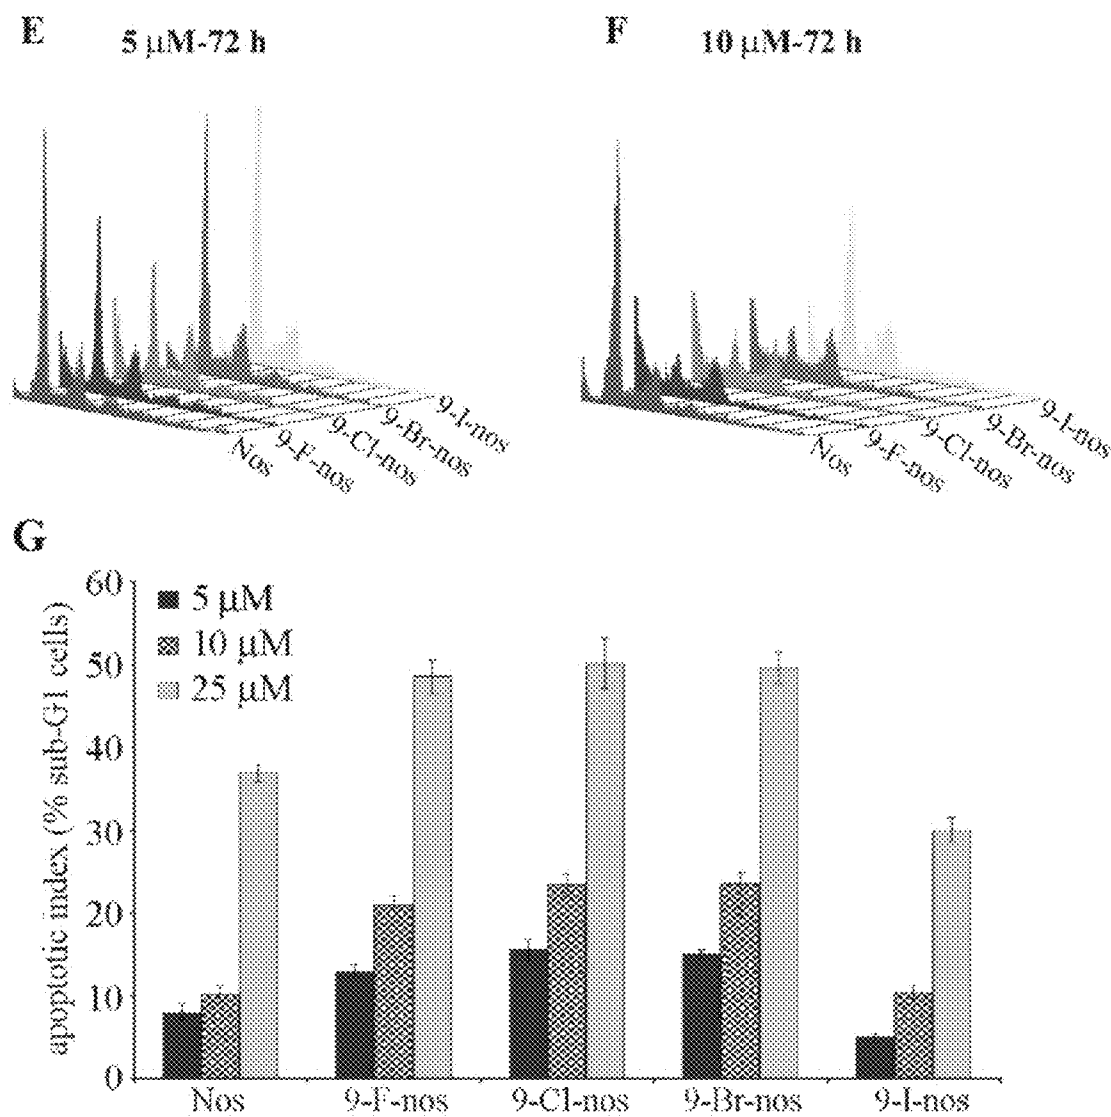 E 5 μM-72 h
F 10 μM-72 h
Nos
9-F-nos
9-Cl-nos
9-Br-nos
9-I-nos
Nos
9-F-nos
9-Cl-nos
9-Br-nos
9-I-nos
G
apoptotic index (% sub-G1 cells)
60
50
40
30
20
10
0
5 μM
10 μM
25 μM
Nos 9-F-nos 9-Cl-nos 9-Br-nos 9-I-nos